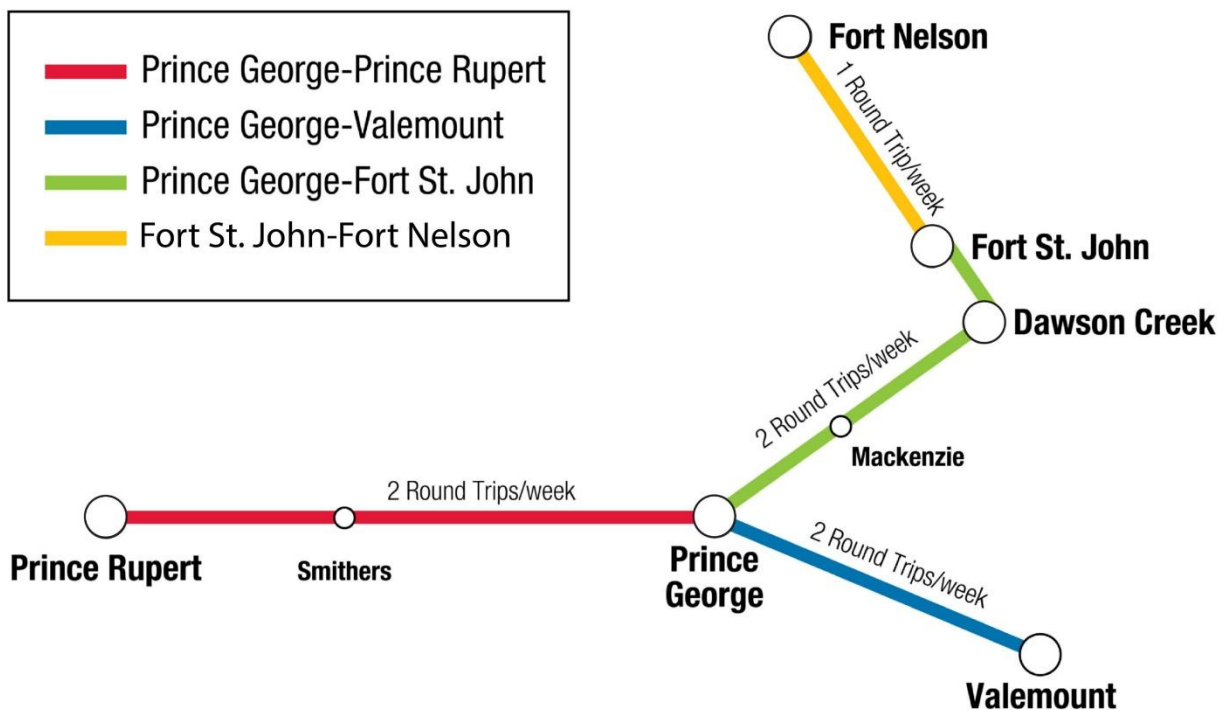 Prince George-Prince Rupert
Prince George-Valemount
Prince George-Fort St. John
Fort St. John-Fort Nelson
Fort Nelson
1 Round Trip/week
Fort St. John
Dawson Creek
2 Round Trips/week
Mackenzie
2 Round Trips/week
Prince Rupert
Smithers
Prince
George
2 Round Trips/week
Valemount